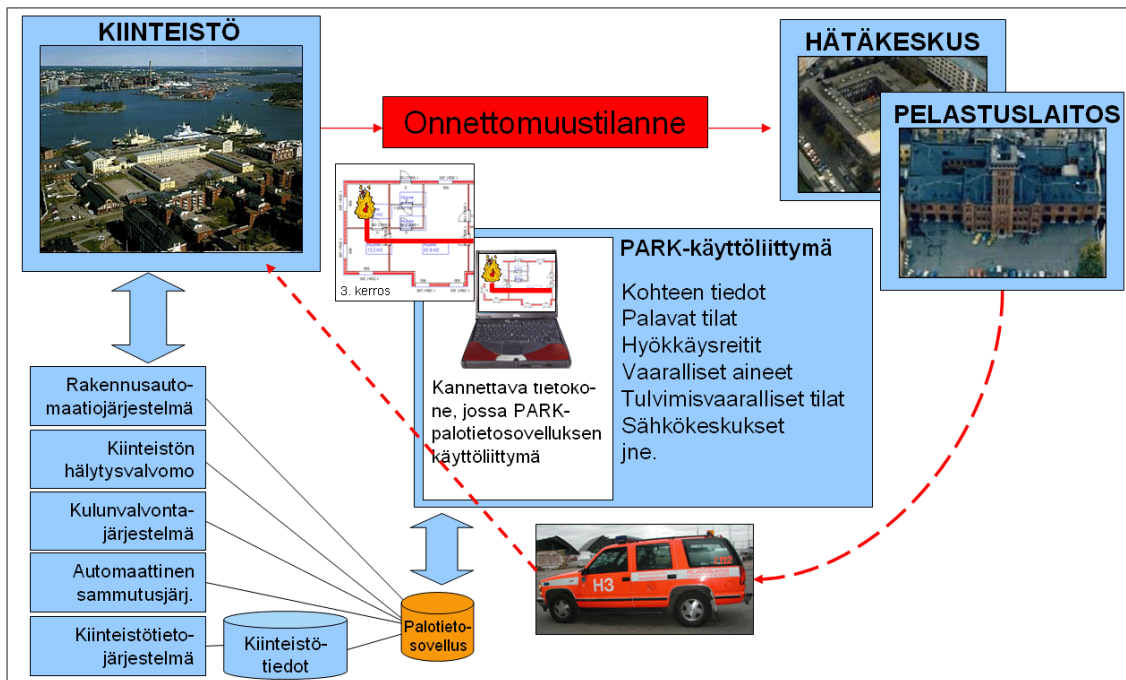 KIINTEISTÖ
Onnettomuustilanne
HÄTÄKESKUS
PELASTUSLAITOS
3. kerros
Kannettava tietoko-
ne, jossa PARK-
palotietosovelluksen
käyttöliittymä
PARK-käyttöliittymä
Kohteen tiedot
Palavat tilat
Hyökkäysreitit
Vaaralliset aineet
Tulvimisvaaralliset tilat
Sähkökeskukset
jne.
Rakennusauto-
maatiojärjestelmä
Kiinteistön
hälytysvalvomo
Kulunvalvonta-
järjestelmä
Automaattinen
sammutusjärj.
Kiinteistötieto-
järjestelmä
Kiinteistö-
tiedot
Palotieto-
sovellus
H3